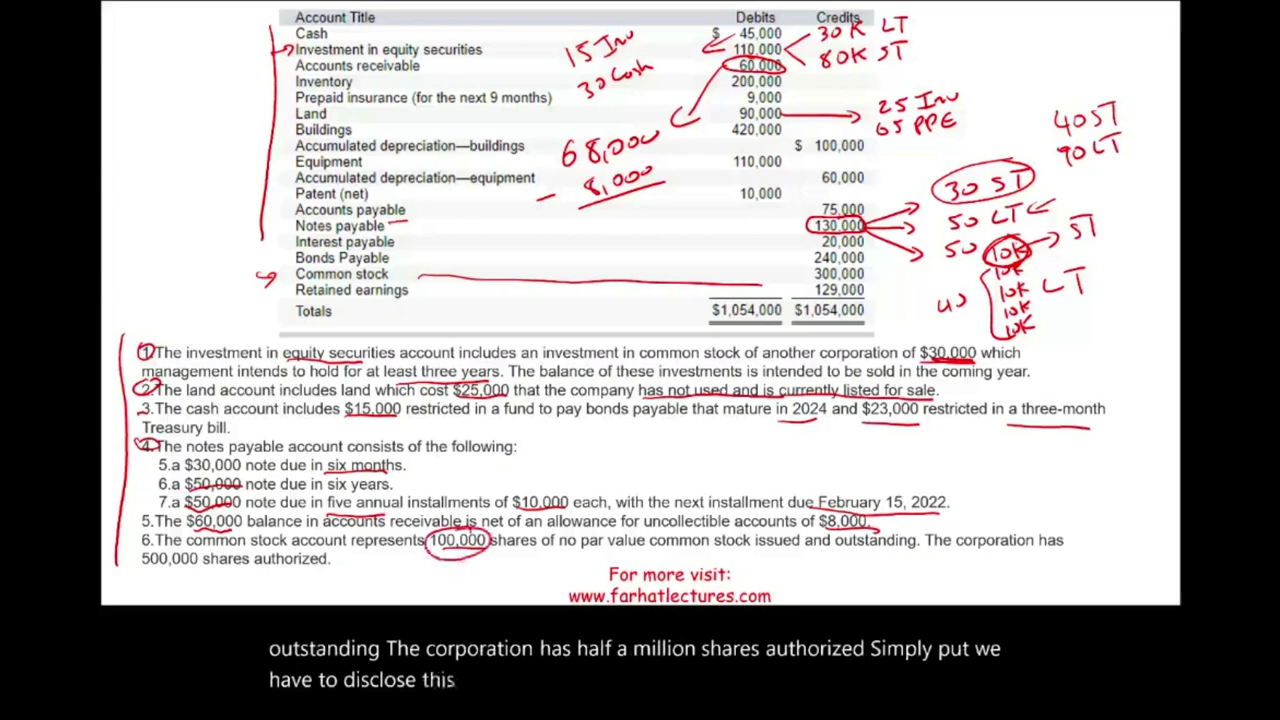 Account Title Debits Credits
Cash $ 45,000
Investment in equity securities 110,000
Accounts receivable 60,000
Inventory 200,000
Prepaid insurance (for the next 9 months) 9,000
Land 90,000
Buildings 420,000
Accumulated depreciation—buildings $ 100,000
Equipment 110,000
Accumulated depreciation—equipment 60,000
Patent (net) 10,000
Accounts payable 75,000
Notes payable 130,000
Interest payable 20,000
Bonds Payable 240,000
Common stock 300,000
Retained earnings 129,000
Totals $1,054,000 $1,054,000
15 Inv
30 Cash
30K LT
80K ST
68,000
- 8,000
25 Inv
65 PPE
40 ST
90 LT
30 ST
50 LT
50 10K ST
10K
10K
10K
10K
40 LT
1.The investment in equity securities account includes an investment in common stock of another corporation of $30,000 which
management intends to hold for at least three years. The balance of these investments is intended to be sold in the coming year.
2.The land account includes land which cost $25,000 that the company has not used and is currently listed for sale.
3.The cash account includes $15,000 restricted in a fund to pay bonds payable that mature in 2024 and $23,000 restricted in a three-month
Treasury bill.
4.The notes payable account consists of the following:
5.a $30,000 note due in six months.
6.a $50,000 note due in six years.
7.a $50,000 note due in five annual installments of $10,000 each, with the next installment due February 15, 2022.
5.The $60,000 balance in accounts receivable is net of an allowance for uncollectible accounts of $8,000.
6.The common stock account represents 100,000 shares of no par value common stock issued and outstanding. The corporation has
500,000 shares authorized.
For more visit:
www.farhatlectures.com
outstanding The corporation has half a million shares authorized Simply put we
have to disclose this